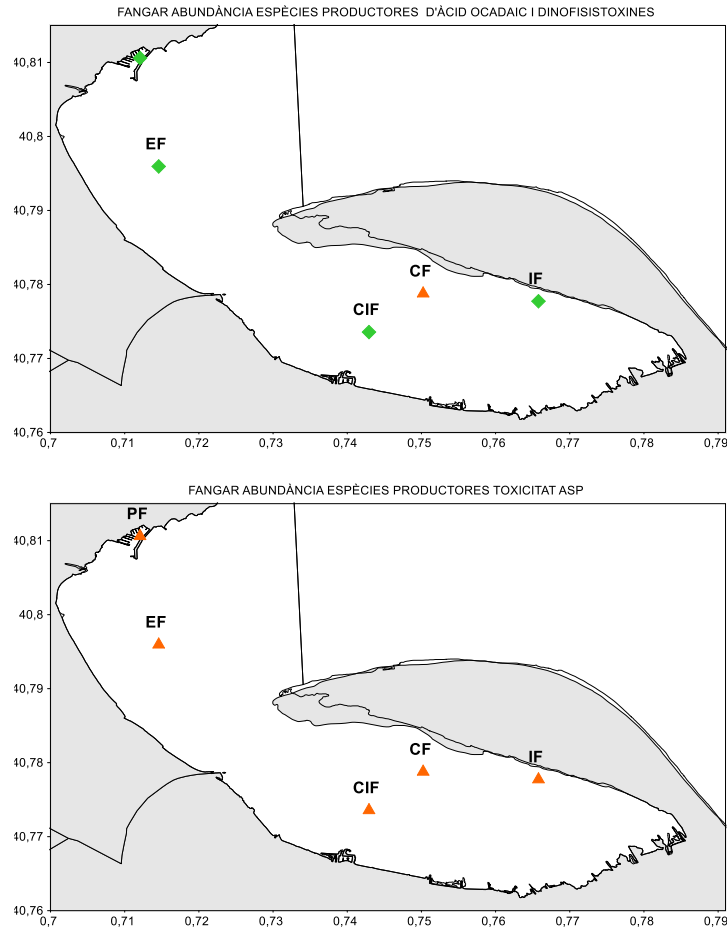 FANGAR ABUNDÀNCIA ESPÈCIES PRODUCTORES D'ÀCID OCADAIC I DINOFISISTOXINES
40,81
40,8
EF
40,79
CF
IF
40,78
CIF
40,77
40,76
0,7 0,71 0,72 0,73 0,74 0,75 0,76 0,77 0,78 0,79
FANGAR ABUNDÀNCIA ESPÈCIES PRODUCTORES TOXICITAT ASP
PF
40,81
40,8
EF
40,79
CF
IF
40,78
CIF
40,77
40,76
0,7 0,71 0,72 0,73 0,74 0,75 0,76 0,77 0,78 0,79